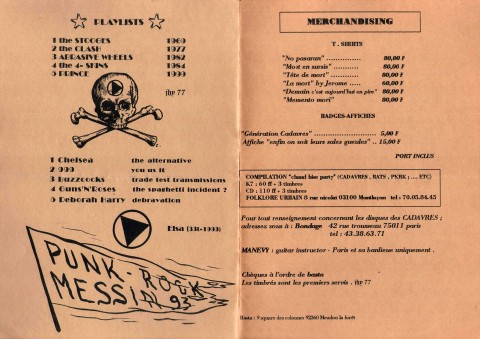 PLAYLISTS
1 the STOOGES 1969
2 the CLASH 1977
3 ABRASIVE WHEELS 1982
4 the 4- SKINS 1984
5 PRINCE 1999
jhp 77
1 Chelsea the alternative
2 999 you us it
3 Buzzcocks trade test transmissions
4 Guns'N'Roses the spaghetti incident ?
5 Deborah Harry debravation
Elsa (331-1993)
PUNK-ROCK
MESSIDI 93
MERCHANDISING
T . SHIRTS
"No pasaran" .............. 80,00 F
"Mort en sursis" ........... 80,00 F
"Tête de mort" .............. 80,00 F
"La mort" by Jerome ..... 60,00 F
"Demain c'est aujourd'hui en pire" 80,00 F
"Memento mori" 80,00 F
BADGES-AFFICHES
"Génération Cadavres" ............................ 5,00 F
Affiche "enfin on suit leurs sales gueules" .. 15,00 F
PORT INCLUS
COMPILATION "chaud bise party" (CADAVRES , RATS , PKRK ; .... ETC)
K7 : 60 ff + 3 timbres
CD : 110 ff + 3 timbres
FOLKLORE URBAIN 8 rue nicolai 03100 Montluçon tel : 70.05.84.45
Pour tout renseignement concernant les disques des CADAVRES ;
adressez vous à : Bondage 42 rue trousseau 75011 paris
tel : 43.38.63.71
MANEVY : guitar instructor - Paris et sa banlieue uniquement .
Chèques à l'ordre de basta
Les timbrés sont les premiers servis . jhp 77
Basta : 9 square des colonnes 92360 Meudon la forêt